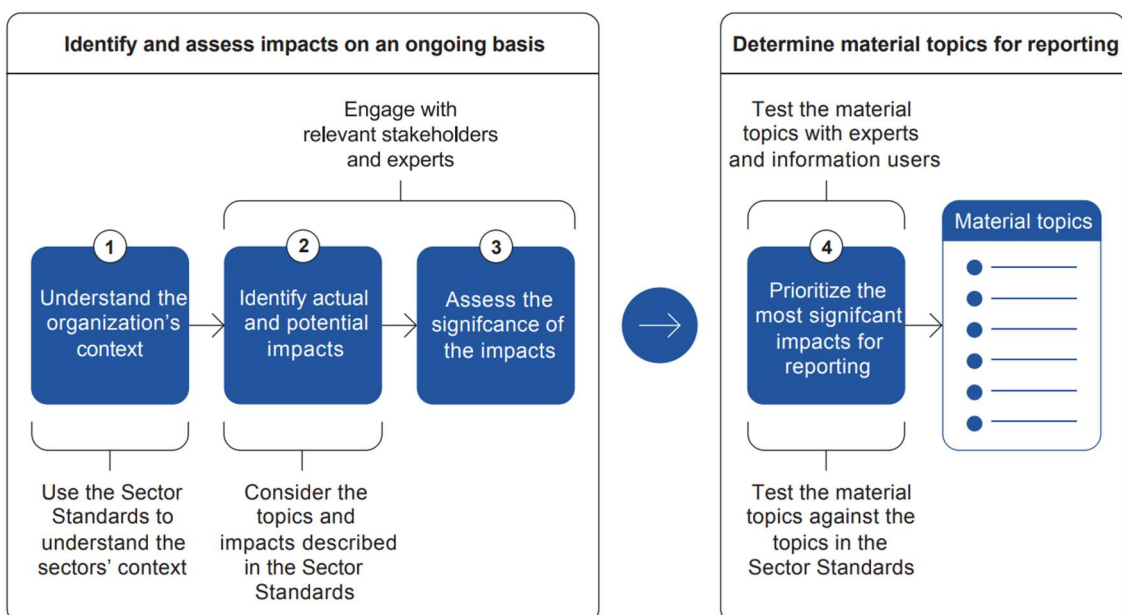 Identify and assess impacts on an ongoing basis
Engage with
relevant stakeholders
and experts
1
Understand the
organization’s
context
2
Identify actual
and potential
impacts
3
Assess the
signifcance of
the impacts
Use the Sector
Standards to
understand the
sectors’ context
Consider the
topics and
impacts described
in the Sector
Standards
Determine material topics for reporting
Test the material
topics with experts
and information users
4
Prioritize the
most signifcant
impacts for
reporting
Test the material
topics against the
topics in the
Sector Standards
Material topics